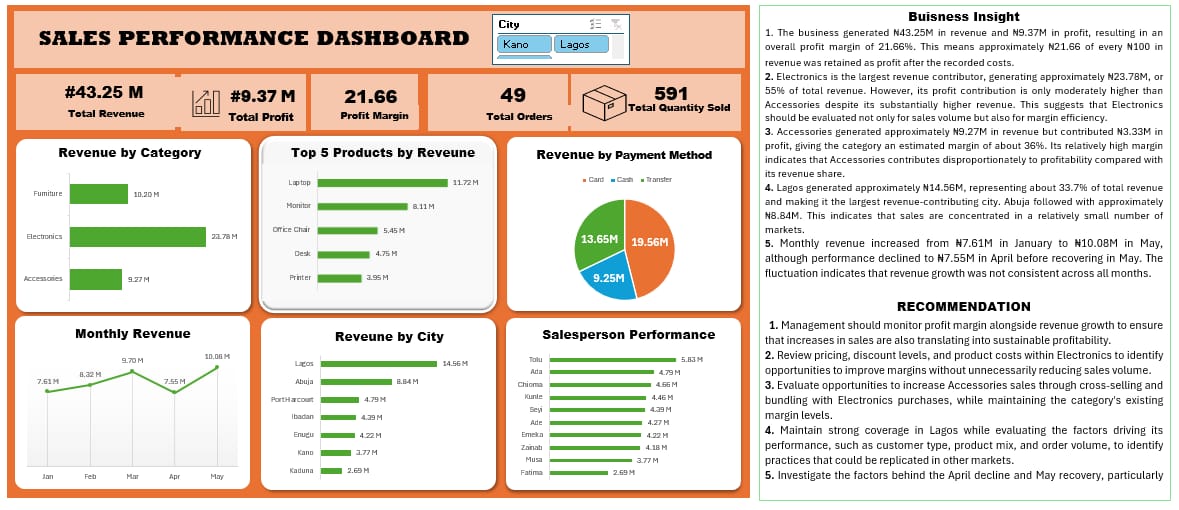 SALES PERFORMANCE DASHBOARD
City
Kano
Lagos
#43.25 M
Total Revenue
#9.37 M
Total Profit
21.66
Profit Margin
49
Total Orders
591
Total Quantity Sold
Revenue by Category
Furniture
10.20 M
Electronics
23.78 M
Accessories
9.27 M
Top 5 Products by Reveune
Laptop
11.72 M
Monitor
8.11 M
Office Chair
5.45 M
Desk
4.75 M
Printer
3.95 M
Revenue by Payment Method
Card Cash Transfer
13.65M
19.56M
9.25M
Monthly Revenue
7.61 M
8.32 M
9.70 M
7.55 M
10.08 M
Jan Feb Mar Apr May
Reveune by City
Lagos
14.56 M
Abuja
8.84 M
PortHarcourt
4.79 M
Ibadan
4.39 M
Enugu
4.22 M
Kano
3.77 M
Kaduna
2.69 M
Salesperson Performance
Tolu
5.83 M
Ada
4.79 M
Chioma
4.66 M
Kunle
4.46 M
Seyi
4.39 M
Ade
4.27 M
Emeka
4.22 M
Zainab
4.18 M
Musa
3.77 M
Fatima
2.69 M
Buisness Insight
1. The business generated ₦43.25M in revenue and ₦9.37M in profit, resulting in an
overall profit margin of 21.66%. This means approximately ₦21.66 of every ₦100 in
revenue was retained as profit after the recorded costs.
2. Electronics is the largest revenue contributor, generating approximately ₦23.78M, or
55% of total revenue. However, its profit contribution is only moderately higher than
Accessories despite its substantially higher revenue. This suggests that Electronics
should be evaluated not only for sales volume but also for margin efficiency.
3. Accessories generated approximately ₦9.27M in revenue but contributed ₦3.33M in
profit, giving the category an estimated margin of about 36%. Its relatively high margin
indicates that Accessories contributes disproportionately to profitability compared with
its revenue share.
4. Lagos generated approximately ₦14.56M, representing about 33.7% of total revenue
and making it the largest revenue-contributing city. Abuja followed with approximately
₦8.84M. This indicates that sales are concentrated in a relatively small number of
markets.
5. Monthly revenue increased from ₦7.61M in January to ₦10.08M in May,
although performance declined to ₦7.55M in April before recovering in May. The
fluctuation indicates that revenue growth was not consistent across all months.
RECOMMENDATION
1. Management should monitor profit margin alongside revenue growth to ensure
that increases in sales are also translating into sustainable profitability.
2. Review pricing, discount levels, and product costs within Electronics to identify
opportunities to improve margins without unnecessarily reducing sales volume.
3. Evaluate opportunities to increase Accessories sales through cross-selling and
bundling with Electronics purchases, while maintaining the category's existing
margin levels.
4. Maintain strong coverage in Lagos while evaluating the factors driving its
performance, such as customer type, product mix, and order volume, to identify
practices that could be replicated in other markets.
5. Investigate the factors behind the April decline and May recovery, particularly